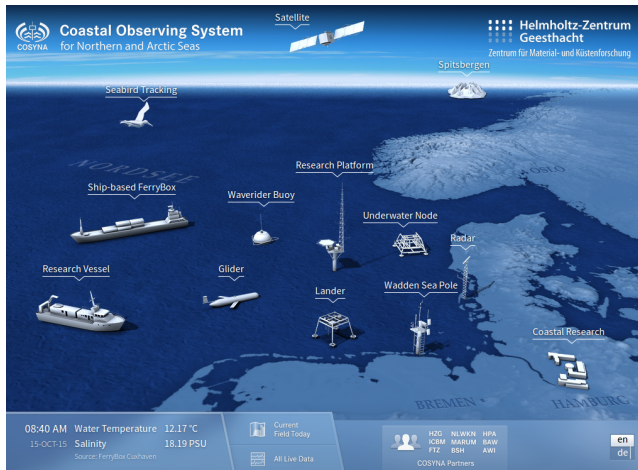 Satellite
Coastal Observing System
for Northern and Arctic Seas
COSYNA
Helmholtz-Zentrum
Geesthacht
Zentrum für Material- und Küstenforschung
Spitsbergen
Seabird Tracking
NORDSEE
OSLO
Research Platform
Ship-based FerryBox
Waverider Buoy
Underwater Node
Radar
Research Vessel
Glider
Lander
Wadden Sea Pole
Coastal Research
BREMEN
HAMBURG
08:40 AM Water Temperature 12.17 °C
15-OCT-15 Salinity 18.19 PSU
Source: FerryBox Cuxhaven
Current
Field Today
All Live Data
HZG NLWKN HPA
ICBM MARUM BAW
FTZ BSH AWI
COSYNA Partners
en
de